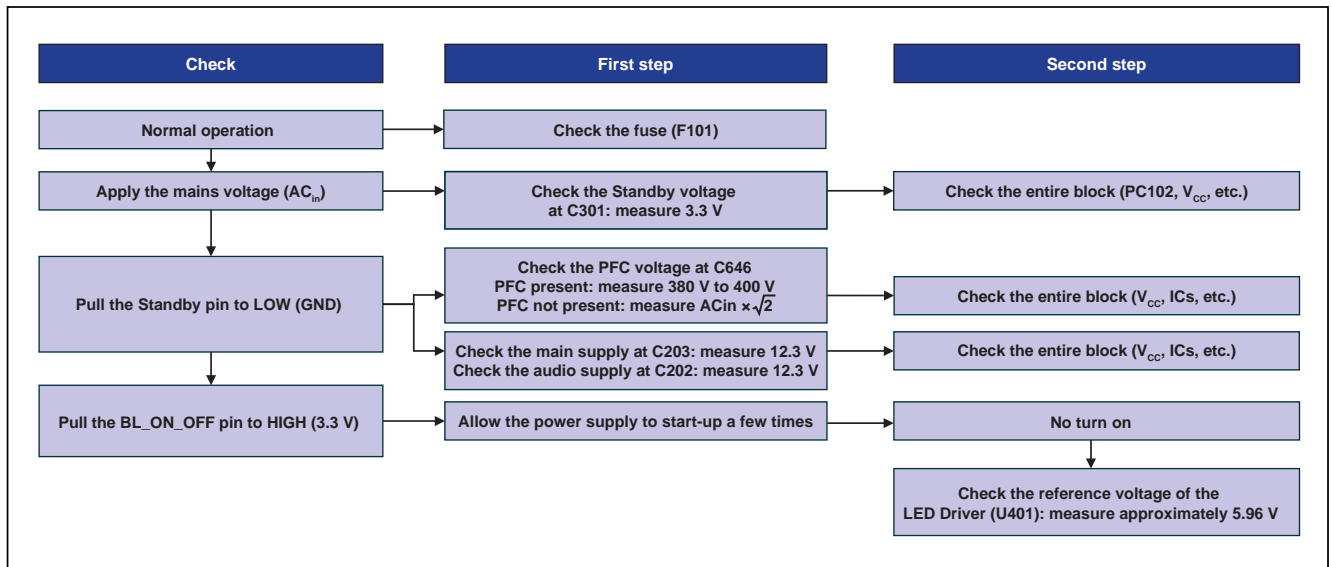 Check
First step
Second step
Normal operation
Check the fuse (F101)
Apply the mains voltage (ACin)
Check the Standby voltage
at C301: measure 3.3 V
Check the entire block (PC102, VCC, etc.)
Pull the Standby pin to LOW (GND)
Check the PFC voltage at C646
PFC present: measure 380 V to 400 V
PFC not present: measure ACin ×√2
Check the entire block (VCC, ICs, etc.)
Check the main supply at C203: measure 12.3 V
Check the audio supply at C202: measure 12.3 V
Check the entire block (VCC, ICs, etc.)
Pull the BL_ON_OFF pin to HIGH (3.3 V)
Allow the power supply to start-up a few times
No turn on
Check the reference voltage of the
LED Driver (U401): measure approximately 5.96 V